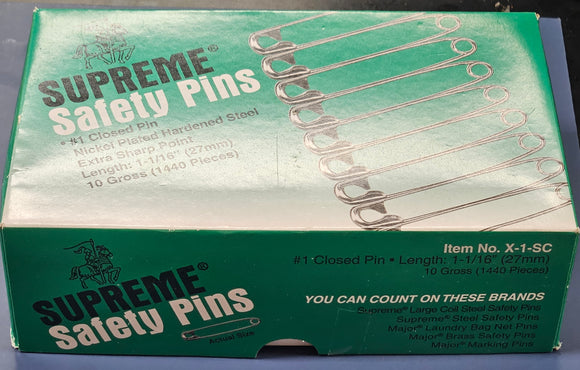 SUPREME®
Safety Pins
• #1 Closed Pin
Nickel Plated Hardened Steel
Extra Sharp Point
Length: 1-1/16" (27mm)
10 Gross (1440 Pieces)
SUPREME®
Safety Pins
Actual Size
Item No. X-1-SC
#1 Closed Pin • Length: 1-1/16" (27mm)
10 Gross (1440 Pieces)
YOU CAN COUNT ON THESE BRANDS
Supreme® Large Coil Steel Safety Pins
Supreme® Steel Safety Pins
Major® Laundry Bag Net Pins
Major® Brass Safety Pins
Major® Marking Pins